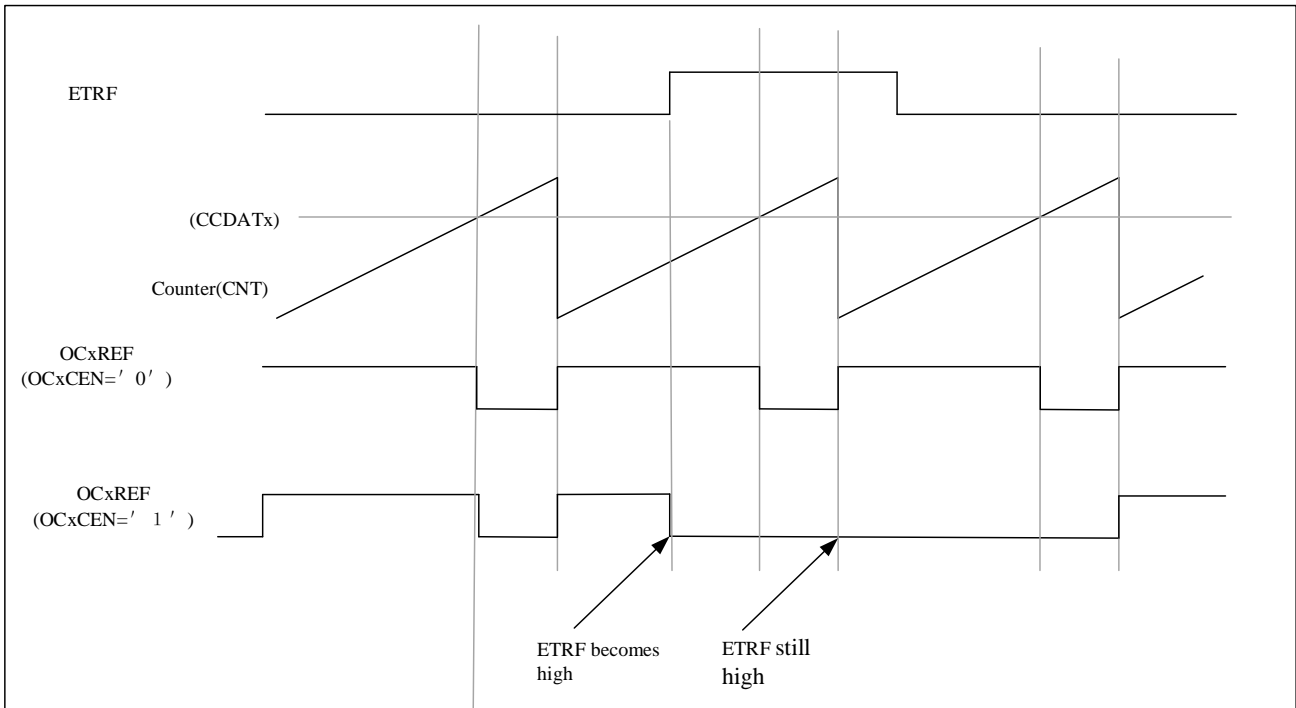 ETRF
(CCDATx)
Counter(CNT)
OCxREF
(OCxCEN=′ 0′ )
OCxREF
(OCxCEN=′ 1 ′ )
ETRF becomes
high
ETRF still
high